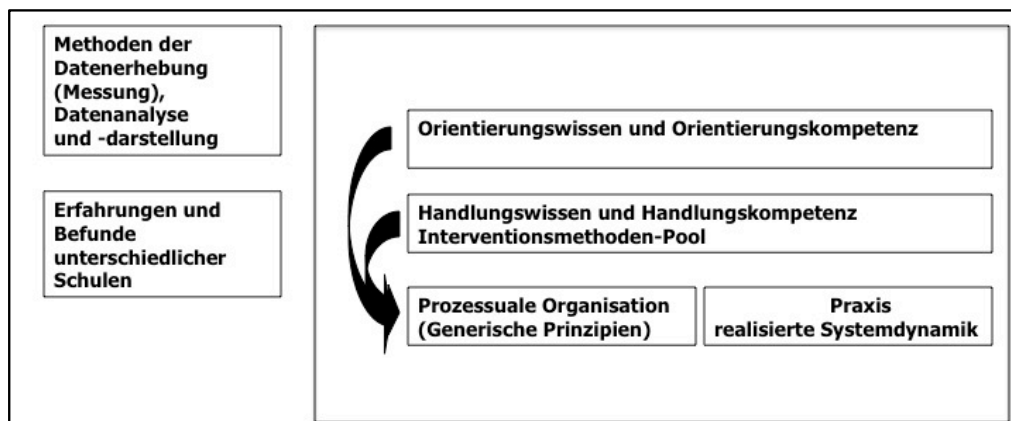 Methoden der
Datenerhebung
(Messung),
Datenanalyse
und -darstellung
Erfahrungen und
Befunde
unterschiedlicher
Schulen
Orientierungswissen und Orientierungskompetenz
Handlungswissen und Handlungskompetenz
Interventionsmethoden-Pool
Prozessuale Organisation
(Generische Prinzipien)
Praxis
realisierte Systemdynamik